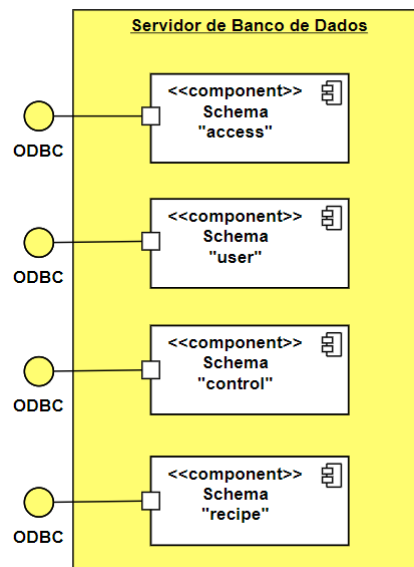 Servidor de Banco de Dados
<<component>>
Schema
"access"
ODBC
<<component>>
Schema
"user"
ODBC
<<component>>
Schema
"control"
ODBC
<<component>>
Schema
"recipe"
ODBC